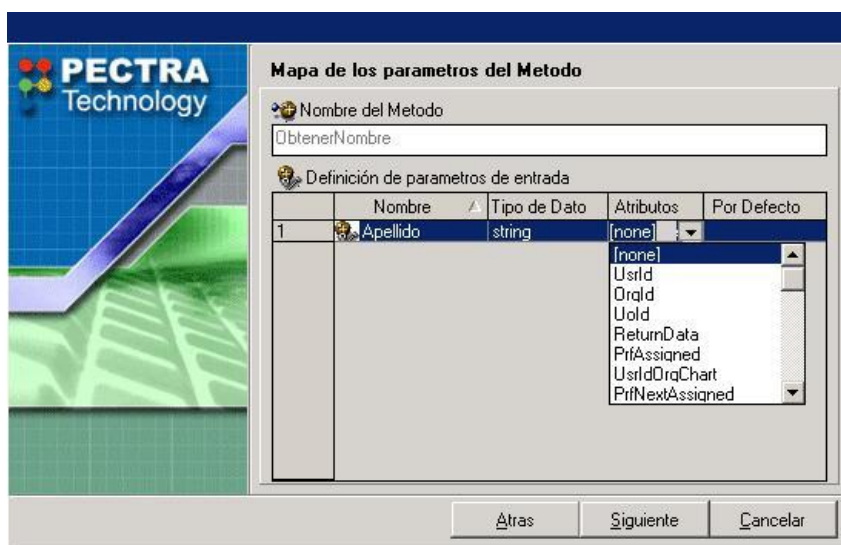 PECTRA
Technology
Mapa de los parametros del Metodo
Nombre del Metodo
ObtenerNombre
Definición de parametros de entrada
Nombre Tipo de Dato Atributos Por Defecto
1 Apellido string [none]
[none]
UsrId
OrgId
UoId
ReturnData
PrfAssigned
UsrIdOrgChart
PrfNextAssigned
Atras Siguiente Cancelar